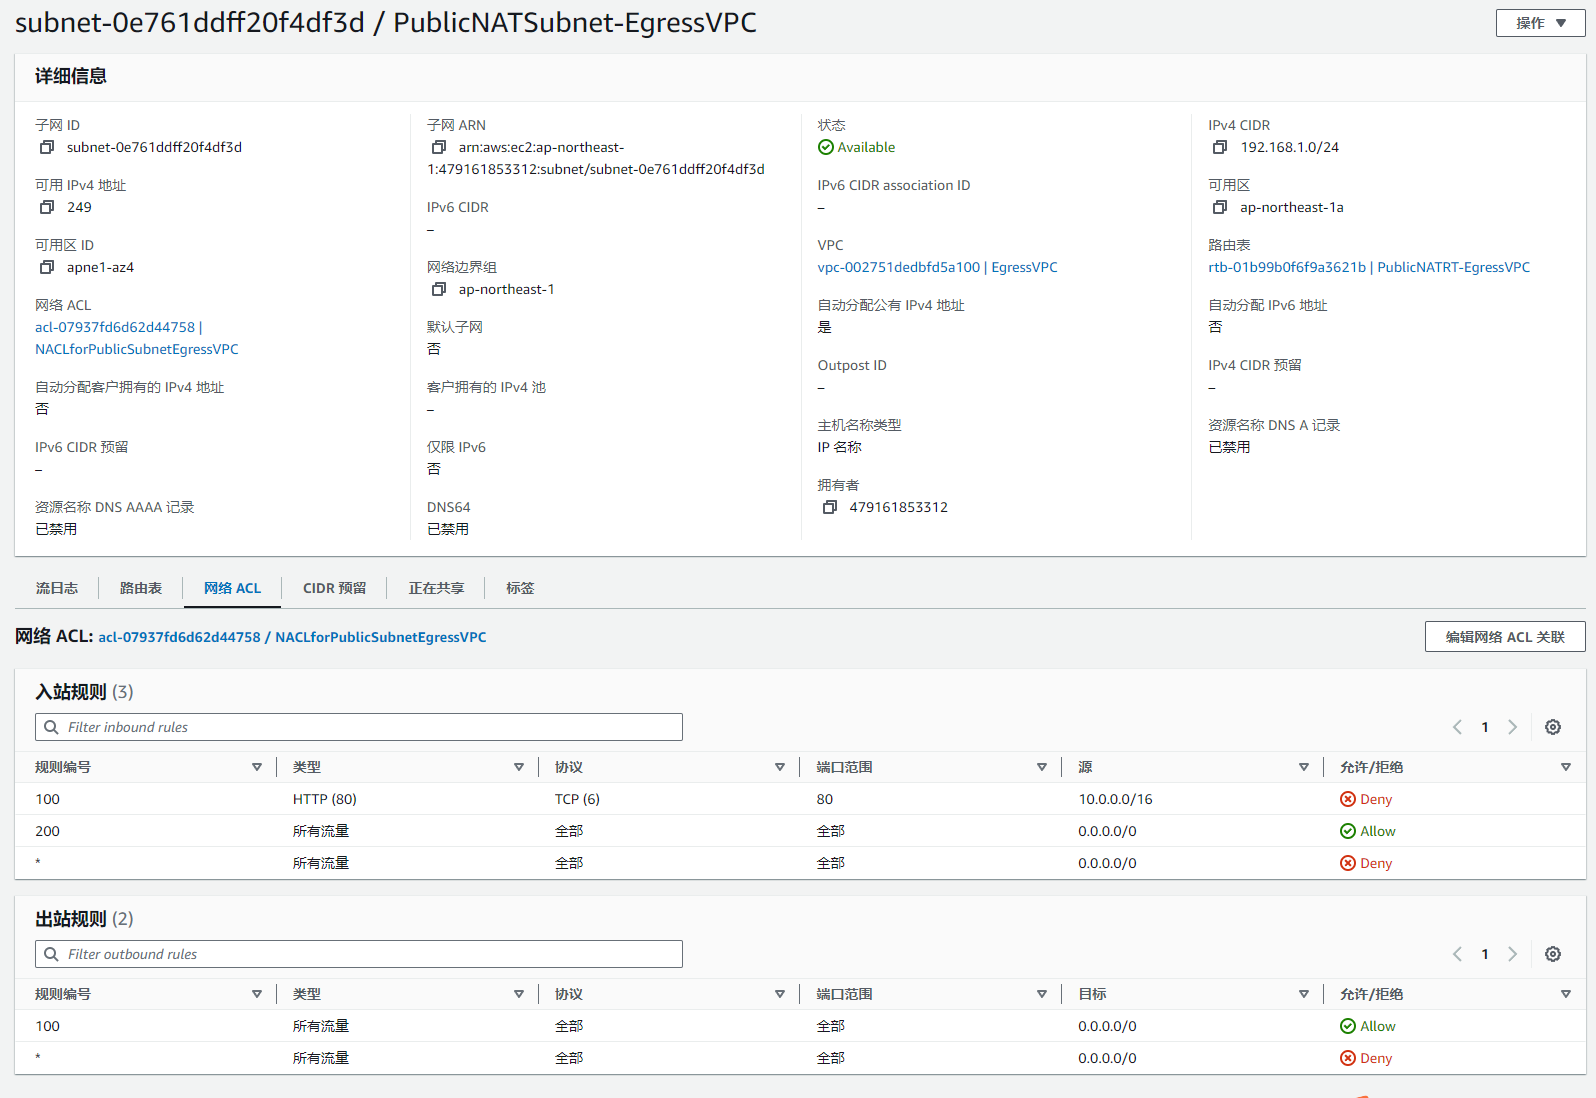 subnet-0e761ddff20f4df3d / PublicNATSubnet-EgressVPC
操作
详细信息
子网 ID
subnet-0e761ddff20f4df3d
可用 IPv4 地址
249
可用区 ID
apne1-az4
网络 ACL
acl-07937fd6d62d44758 |
NACLforPublicSubnetEgressVPC
自动分配客户拥有的 IPv4 地址
否
IPv6 CIDR 预留
–
资源名称 DNS AAAA 记录
已禁用
子网 ARN
arn:aws:ec2:ap-northeast-
1:479161853312:subnet/subnet-0e761ddff20f4df3d
IPv6 CIDR
–
网络边界组
ap-northeast-1
默认子网
否
客户拥有的 IPv4 池
–
仅限 IPv6
否
DNS64
已禁用
状态
Available
IPv6 CIDR association ID
–
VPC
vpc-002751dedbfd5a100 | EgressVPC
自动分配公有 IPv4 地址
是
Outpost ID
–
主机名称类型
IP 名称
拥有者
479161853312
IPv4 CIDR
192.168.1.0/24
可用区
ap-northeast-1a
路由表
rtb-01b99b0f6f9a3621b | PublicNATRT-EgressVPC
自动分配 IPv6 地址
否
IPv4 CIDR 预留
–
资源名称 DNS A 记录
已禁用
流日志 路由表 网络 ACL CIDR 预留 正在共享 标签
网络 ACL: acl-07937fd6d62d44758 / NACLforPublicSubnetEgressVPC
编辑网络 ACL 关联
入站规则 (3)
Filter inbound rules
1
规则编号 类型 协议 端口范围 源 允许/拒绝
100 HTTP (80) TCP (6) 80 10.0.0.0/16 Deny
200 所有流量 全部 全部 0.0.0.0/0 Allow
* 所有流量 全部 全部 0.0.0.0/0 Deny
出站规则 (2)
Filter outbound rules
1
规则编号 类型 协议 端口范围 目标 允许/拒绝
100 所有流量 全部 全部 0.0.0.0/0 Allow
* 所有流量 全部 全部 0.0.0.0/0 Deny